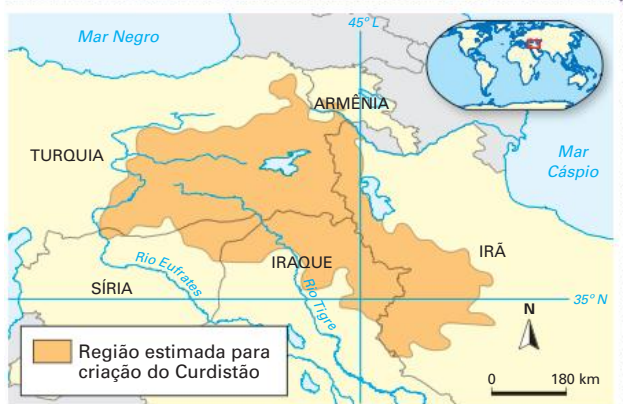 45° L
Mar Negro
ARMÊNIA
TURQUIA
Mar
Cáspio
IRÃ
Rio Eufrates
IRAQUE
SÍRIA
Rio Tigre
35° N
N
Região estimada para
criação do Curdistão
0 180 km